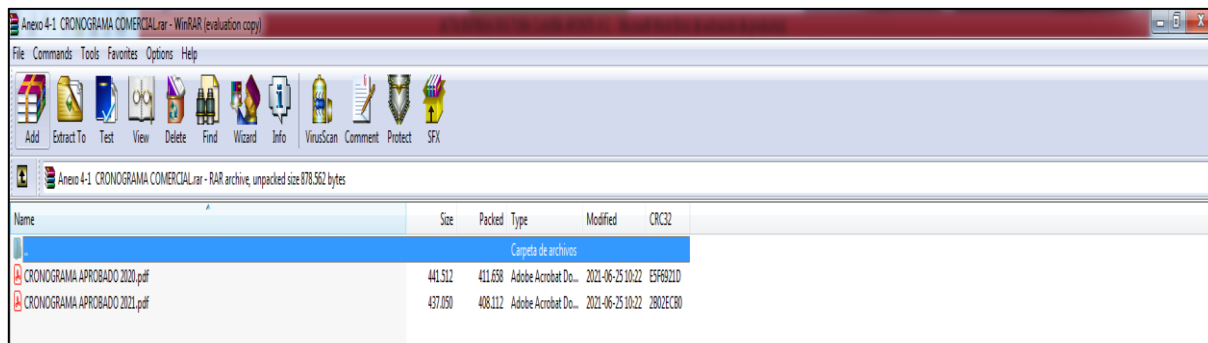 Anexo 4-1 CRONOGRAMA COMERCIAL.rar - WinRAR (evaluation copy)
File Commands Tools Favorites Options Help
Add Extract To Test View Delete Find Wizard Info VirusScan Comment Protect SFX
Anexo 4-1 CRONOGRAMA COMERCIAL.rar - RAR archive, unpacked size 878.562 bytes
Name Size Packed Type Modified CRC32
.. Carpeta de archivos
CRONOGRAMA APROBADO 2020.pdf 441.512 411.658 Adobe Acrobat Do... 2021-06-25 10:22 E5F6921D
CRONOGRAMA APROBADO 2021.pdf 437.050 408.112 Adobe Acrobat Do... 2021-06-25 10:22 2B02ECB0